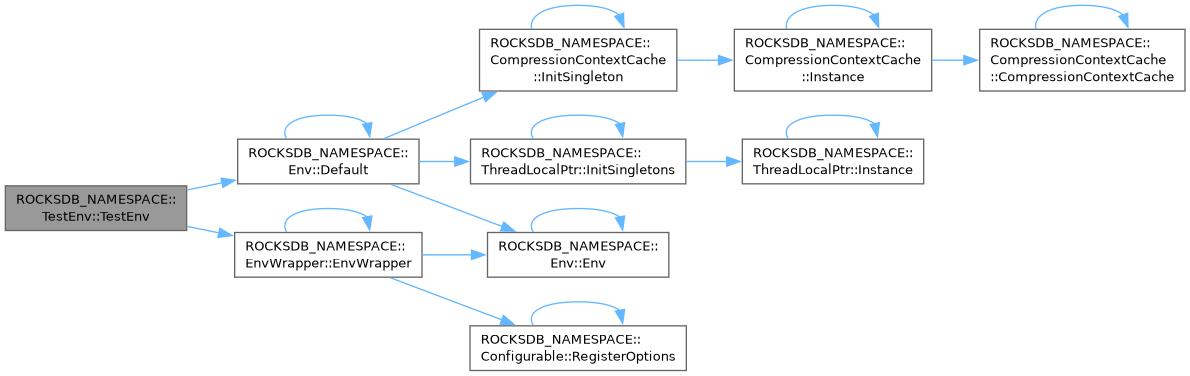 ROCKSDB_NAMESPACE::
TestEnv::TestEnv
ROCKSDB_NAMESPACE::
Env::Default
ROCKSDB_NAMESPACE::
CompressionContextCache
::InitSingleton
ROCKSDB_NAMESPACE::
CompressionContextCache
::Instance
ROCKSDB_NAMESPACE::
CompressionContextCache
::CompressionContextCache
ROCKSDB_NAMESPACE::
ThreadLocalPtr::InitSingletons
ROCKSDB_NAMESPACE::
ThreadLocalPtr::Instance
ROCKSDB_NAMESPACE::
Env::Env
ROCKSDB_NAMESPACE::
EnvWrapper::EnvWrapper
ROCKSDB_NAMESPACE::
Configurable::RegisterOptions